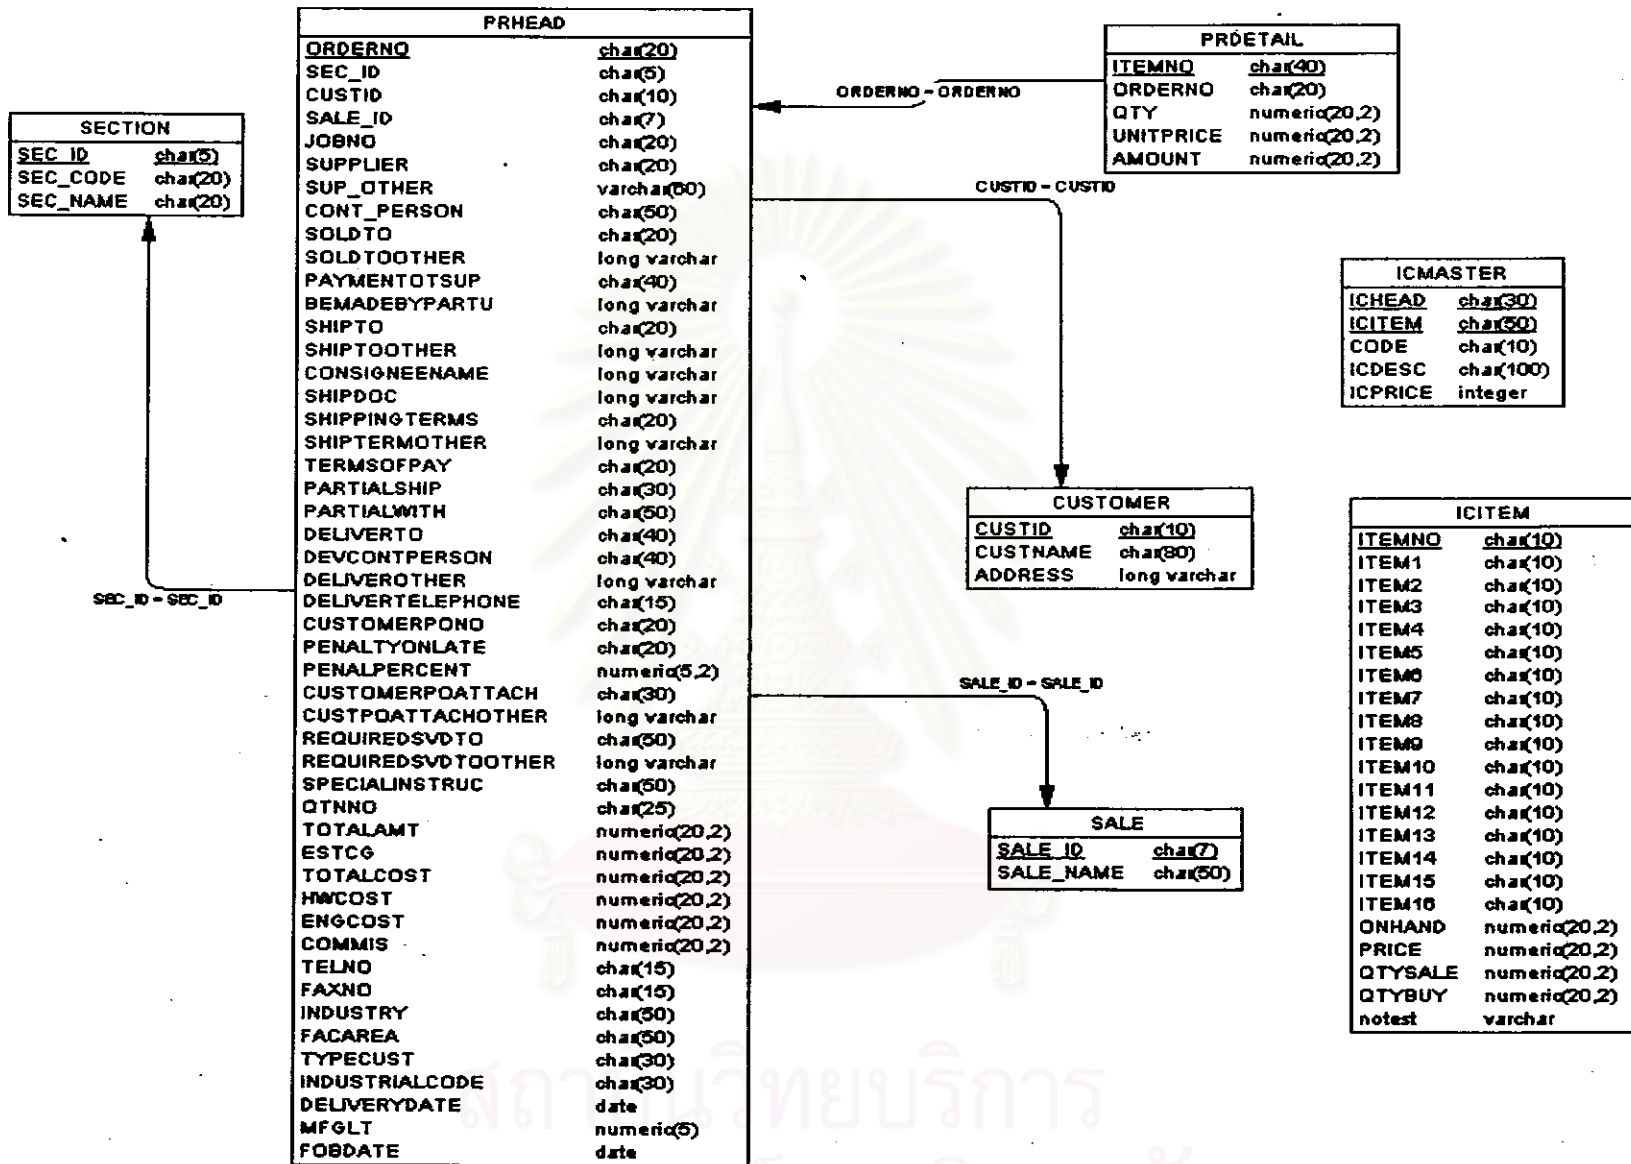 PRHEAD
ORDERNO char(20)
SEC_ID char(5)
CUSTID char(10)
SALE_ID char(7)
JOBNO char(20)
SUPPLIER char(20)
SUP_OTHER varchar(60)
CONT_PERSON char(50)
SOLDTO char(20)
SOLDTOOTHER long varchar
PAYMENTOTSUP char(40)
BEMADEBYPARTU long varchar
SHIPTO char(20)
SHIPTOOTHER long varchar
CONSIGNEENAME long varchar
SHIPDOC long varchar
SHIPPINGTERMS char(20)
SHIPTERMOTHER long varchar
TERMSOFPAY char(20)
PARTIALSHIP char(30)
PARTIALWITH char(50)
DELIVERTO char(40)
DEVCONTPERSON char(40)
DELIVEROTHER long varchar
DELIVERTELEPHONE char(15)
CUSTOMERPONO char(20)
PENALTYONLATE char(20)
PENALPERCENT numeric(5,2)
CUSTOMERPOATTACH char(30)
CUSTPOATTACHOTHER long varchar
REQUIREDSVDTO char(50)
REQUIREDSVDTOOTHER long varchar
SPECIALINSTRUC char(50)
QTNNO char(25)
TOTALAMT numeric(20,2)
ESTCG numeric(20,2)
TOTALCOST numeric(20,2)
HWCOST numeric(20,2)
ENGCOST numeric(20,2)
COMMIS numeric(20,2)
TELNO char(15)
FAXNO char(15)
INDUSTRY char(50)
FACAREA char(50)
TYPECUST char(30)
INDUSTRIALCODE char(30)
DELIVERYDATE date
MFGLT numeric(5)
FOBDATE date
SECTION
SEC_ID char(5)
SEC_CODE char(20)
SEC_NAME char(20)
SEC_ID = SEC_ID
PRDETAIL
ITEMNO char(40)
ORDERNO char(20)
QTY numeric(20,2)
UNITPRICE numeric(20,2)
AMOUNT numeric(20,2)
ORDERNO = ORDERNO
CUSTID = CUSTID
ICMASTER
ICHEAD char(30)
ICITEM char(50)
CODE char(10)
ICDESC char(100)
ICPRICE integer
CUSTOMER
CUSTID char(10)
CUSTNAME char(80)
ADDRESS long varchar
SALE_ID = SALE_ID
SALE
SALE_ID char(7)
SALE_NAME char(50)
ICITEM
ITEMNO char(10)
ITEM1 char(10)
ITEM2 char(10)
ITEM3 char(10)
ITEM4 char(10)
ITEM5 char(10)
ITEM6 char(10)
ITEM7 char(10)
ITEM8 char(10)
ITEM9 char(10)
ITEM10 char(10)
ITEM11 char(10)
ITEM12 char(10)
ITEM13 char(10)
ITEM14 char(10)
ITEM15 char(10)
ITEM16 char(10)
ONHAND numeric(20,2)
PRICE numeric(20,2)
QTYSALE numeric(20,2)
QTYBUY numeric(20,2)
notest varchar
สถาบันวิทยบริการ